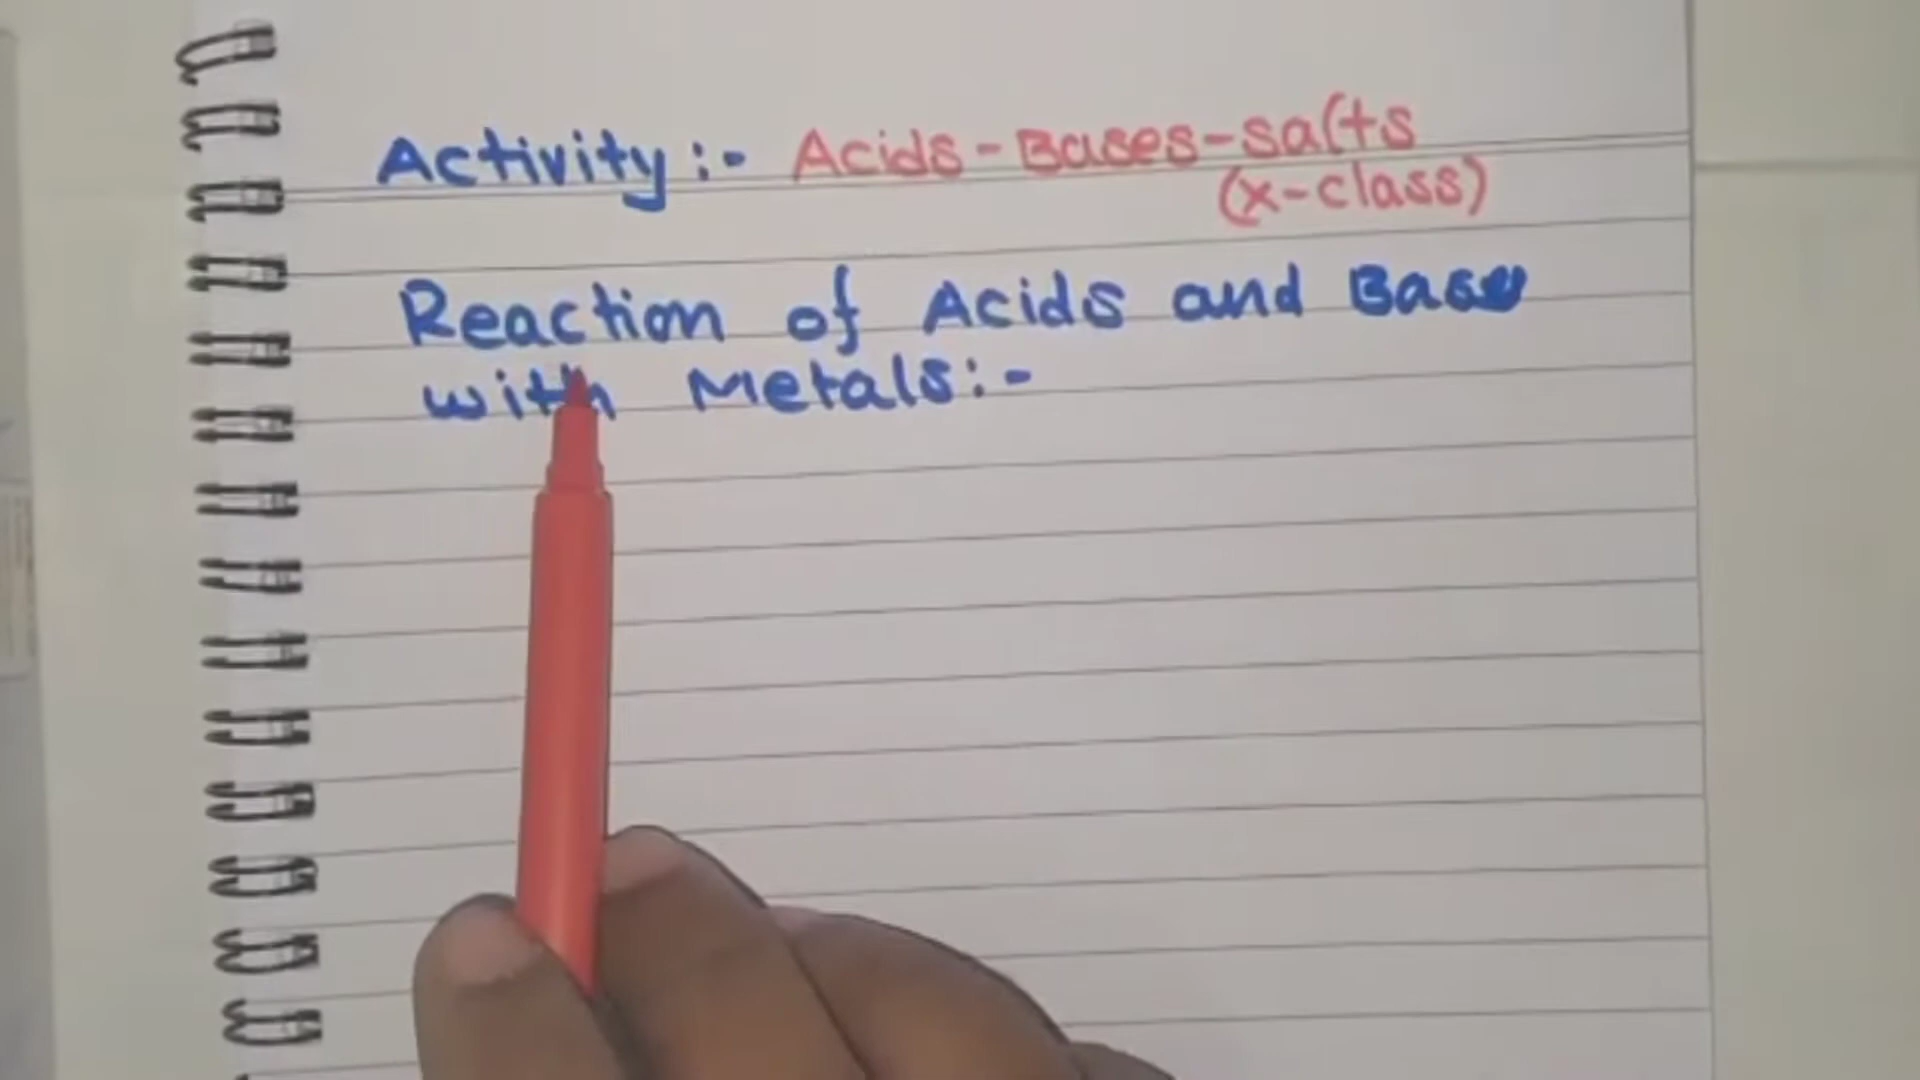 Activity:- Acids-Bases-salts
(x-class)
Reaction of Acids and Base
with Metals:-